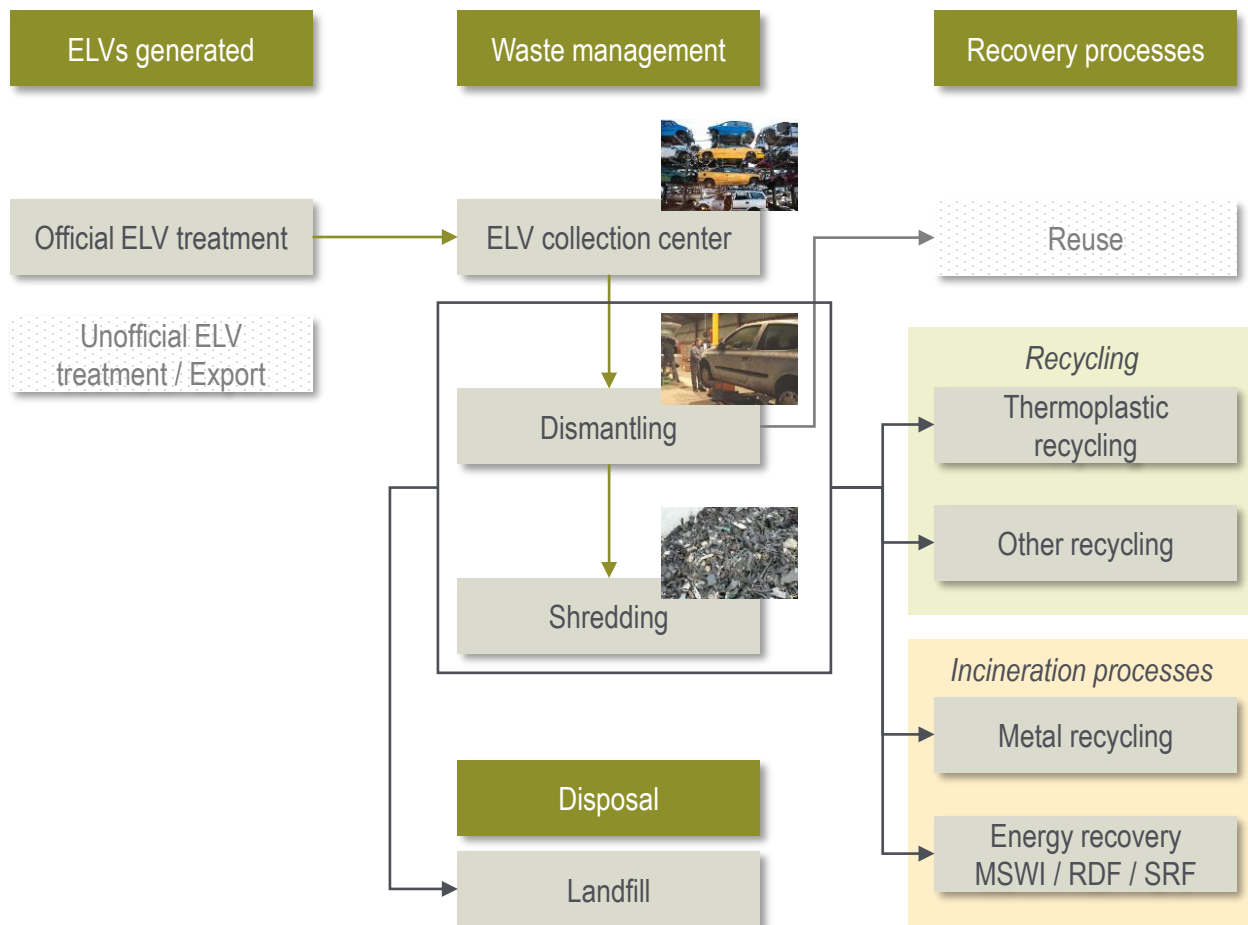 ELVs generated
Waste management
Recovery processes
Official ELV treatment
ELV collection center
Reuse
Unofficial ELV
treatment / Export
Dismantling
Shredding
Recycling
Thermoplastic
recycling
Other recycling
Incineration processes
Metal recycling
Energy recovery
MSWI / RDF / SRF
Disposal
Landfill